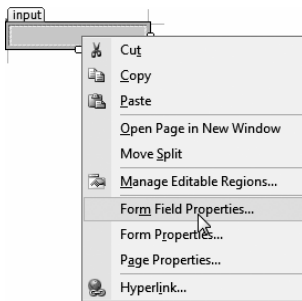 input
Cut
Copy
Paste
Open Page in New Window
Move Split
Manage Editable Regions...
Form Field Properties...
Form Properties...
Page Properties...
Hyperlink...